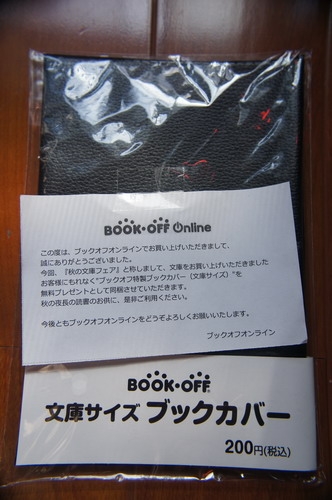 BOOK・OFF Online
この度は、ブックオフオンラインでお買い上げいただきまして、
誠にありがとうございました。
今回、『秋の文庫フェア』と称しまして、文庫をお買い上げいただきました
お客様にもれなく"ブックオフ特製ブックカバー（文庫サイズ）"を
無料プレゼントとして同梱させていただきます。
秋の夜長の読書のお供に、是非ご利用ください。
今後ともブックオフオンラインをどうぞよろしくお願いいたします。
ブックオフオンライン
BOOK・OFF
文庫サイズ ブックカバー
200円(税込)